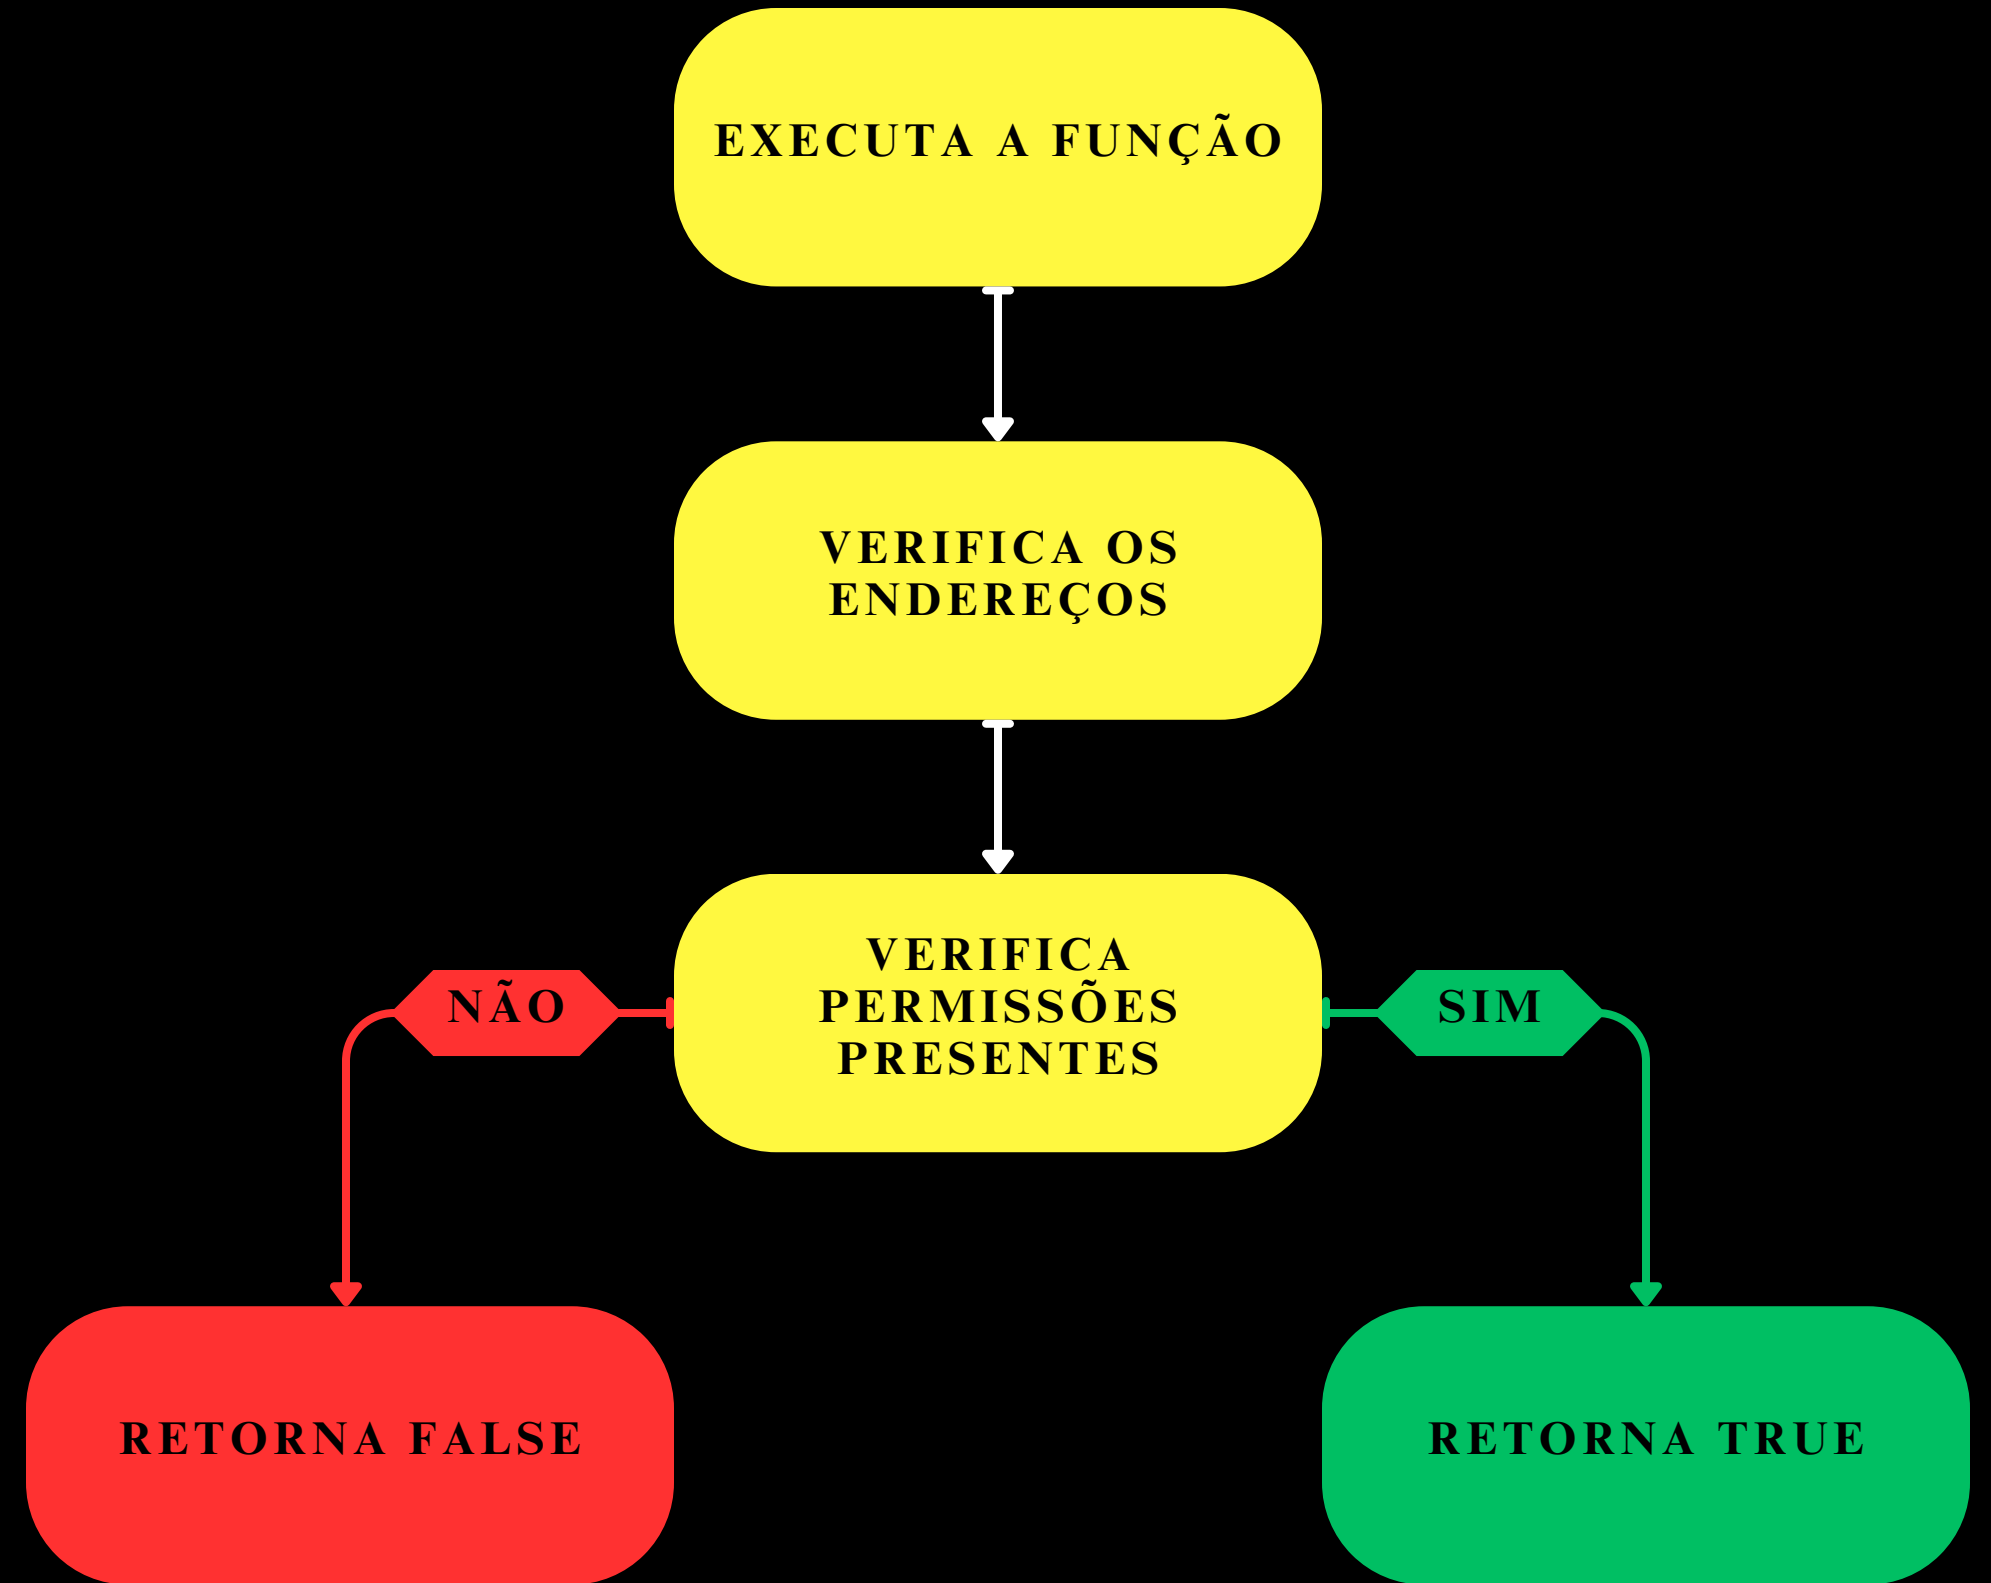 EXECUTA A FUNÇÃO
VERIFICA OS
ENDEREÇOS
VERIFICA
PERMISSÕES
PRESENTES
NÃO
SIM
RETORNA FALSE
RETORNA TRUE